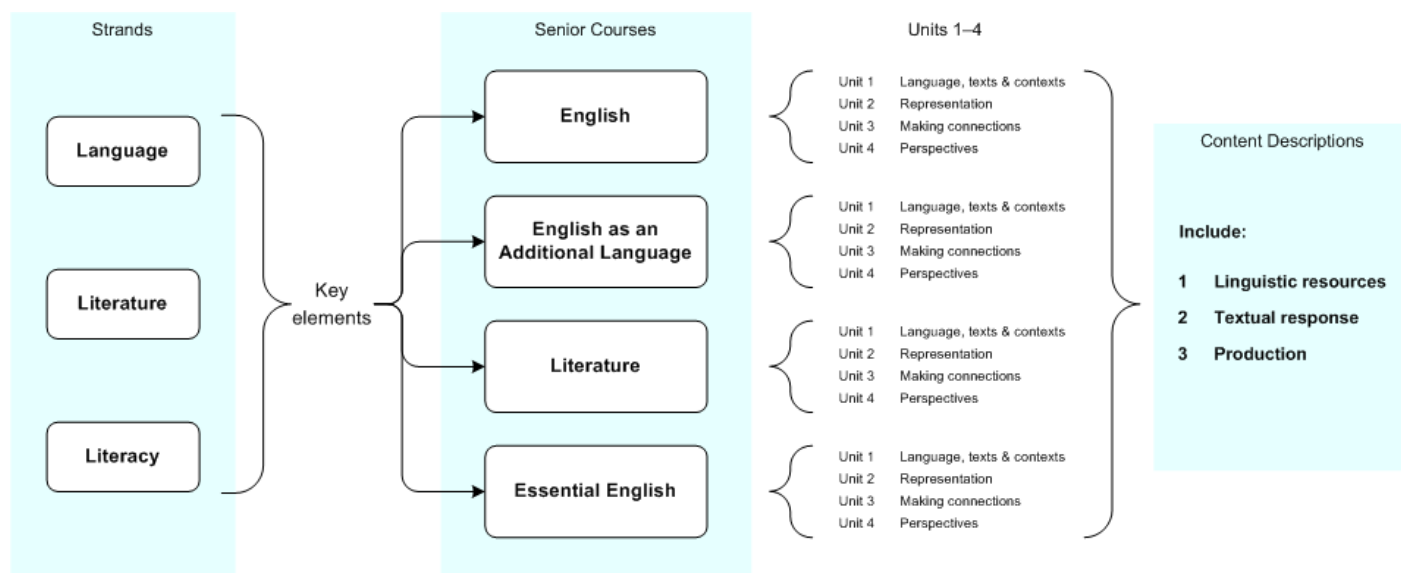 Strands
Senior Courses
Units 1–4
Language
Literature
Literacy
Key
elements
English
English as an
Additional Language
Literature
Essential English
Unit 1 Language, texts & contexts
Unit 2 Representation
Unit 3 Making connections
Unit 4 Perspectives
Unit 1 Language, texts & contexts
Unit 2 Representation
Unit 3 Making connections
Unit 4 Perspectives
Unit 1 Language, texts & contexts
Unit 2 Representation
Unit 3 Making connections
Unit 4 Perspectives
Unit 1 Language, texts & contexts
Unit 2 Representation
Unit 3 Making connections
Unit 4 Perspectives
Content Descriptions
Include:
1 Linguistic resources
2 Textual response
3 Production